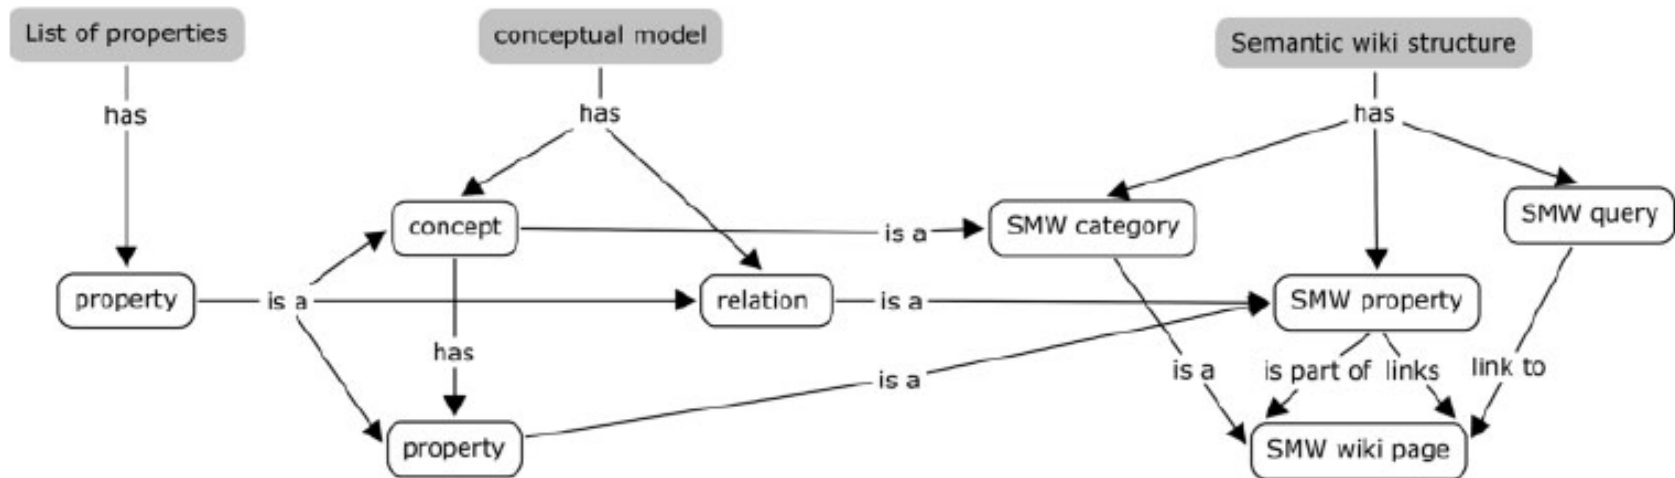 List of properties
conceptual model
Semantic wiki structure
has
has
has
concept
SMW category
SMW query
is a
property
is a
relation
is a
SMW property
has
is a
is a
is part of
links
link to
property
SMW wiki page